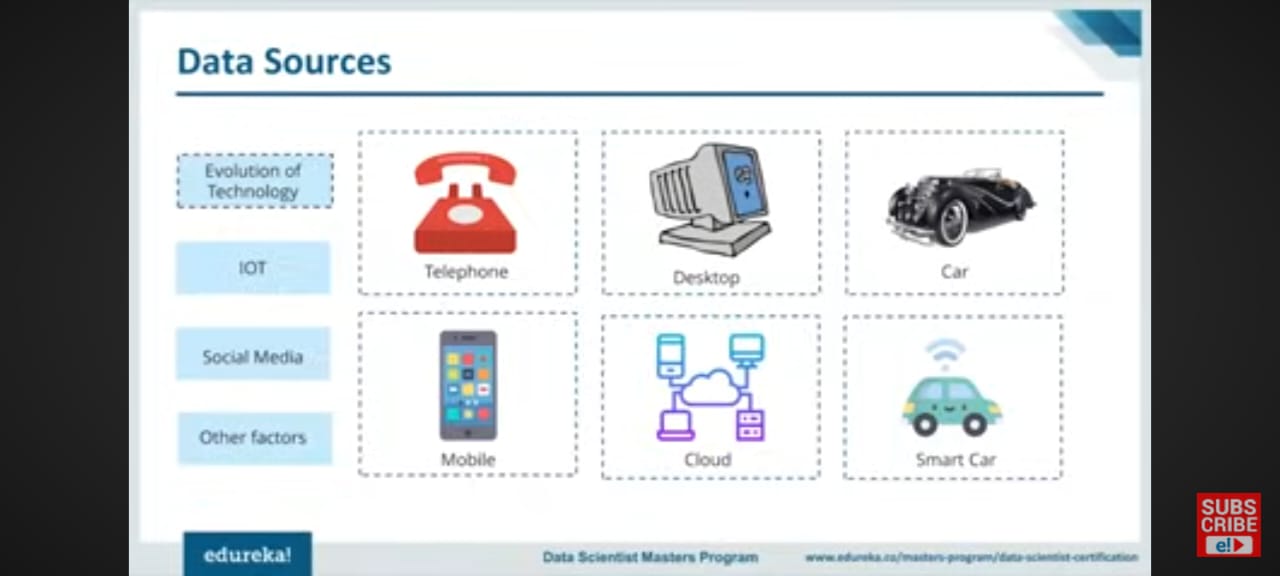 Data Sources
Evolution of
Technology
IOT
Social Media
Other factors
Telephone
Desktop
Car
Mobile
Cloud
Smart Car
edureka!
Data Scientist Masters Program
www.edureka.co/masters-program/data-scientist-certification
SUBS
CRIBE
e!